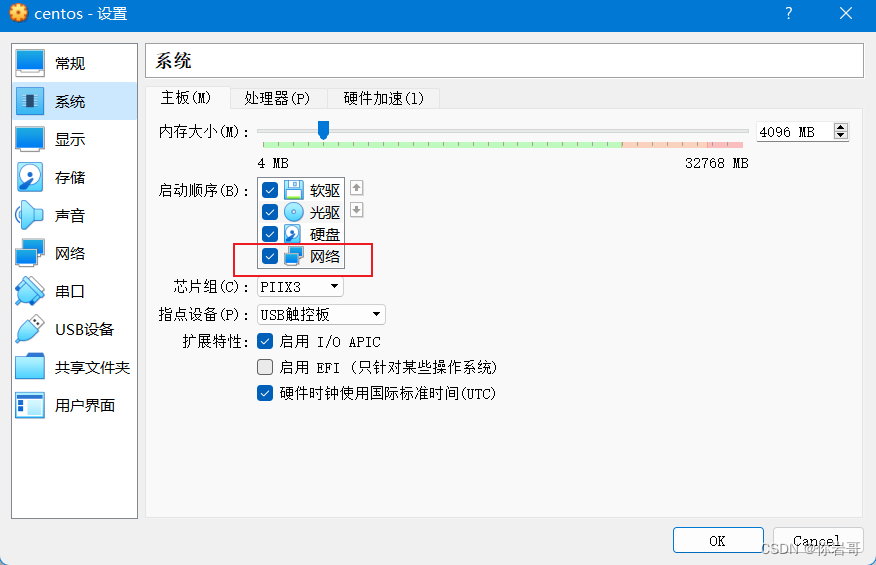 centos - 设置
?
常规
系统
显示
存储
声音
网络
串口
USB设备
共享文件夹
用户界面
系统
主板(M) 处理器(P) 硬件加速(l)
内存大小(M): 4096 MB
4 MB 32768 MB
启动顺序(B): 软驱
光驱
硬盘
网络
芯片组(C): PIIX3
指点设备(P): USB触控板
扩展特性: 启用 I/O APIC
启用 EFI (只针对某些操作系统)
硬件时钟使用国际标准时间(UTC)
OK Cancel
CSDN @徐岩哥